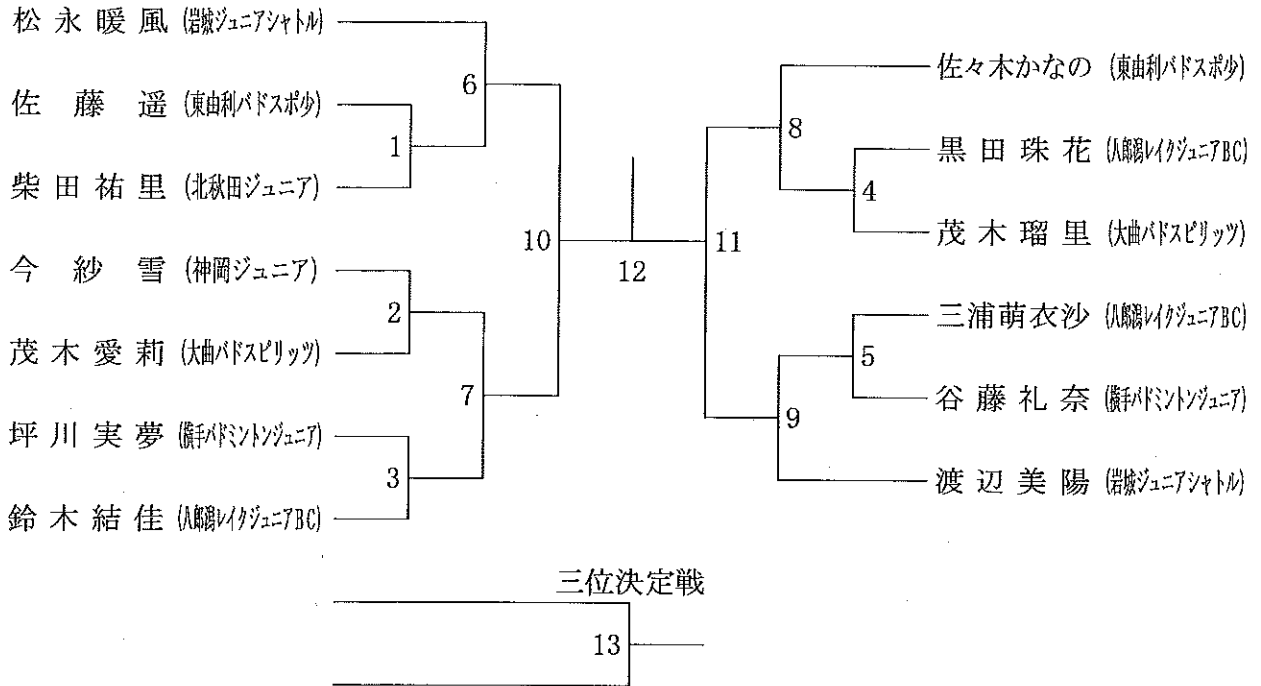 松永暖風 (岩城ジュニアシャトル)
佐藤遥 (東由利バドスポ少)
柴田祐里 (北秋田ジュニア)
今紗雪 (神岡ジュニア)
茂木愛莉 (大曲バドスピリッツ)
坪川実夢 (横手バドミントンジュニア)
鈴木結佳 (八郎潟レイクジュニアBC)
1
2
3
6
7
10
12
11
8
4
5
9
佐々木かなの (東由利バドスポ少)
黒田珠花 (八郎潟レイクジュニアBC)
茂木瑠里 (大曲バドスピリッツ)
三浦萌衣沙 (八郎潟レイクジュニアBC)
谷藤礼奈 (横手バドミントンジュニア)
渡辺美陽 (岩城ジュニアシャトル)
三位決定戦
13